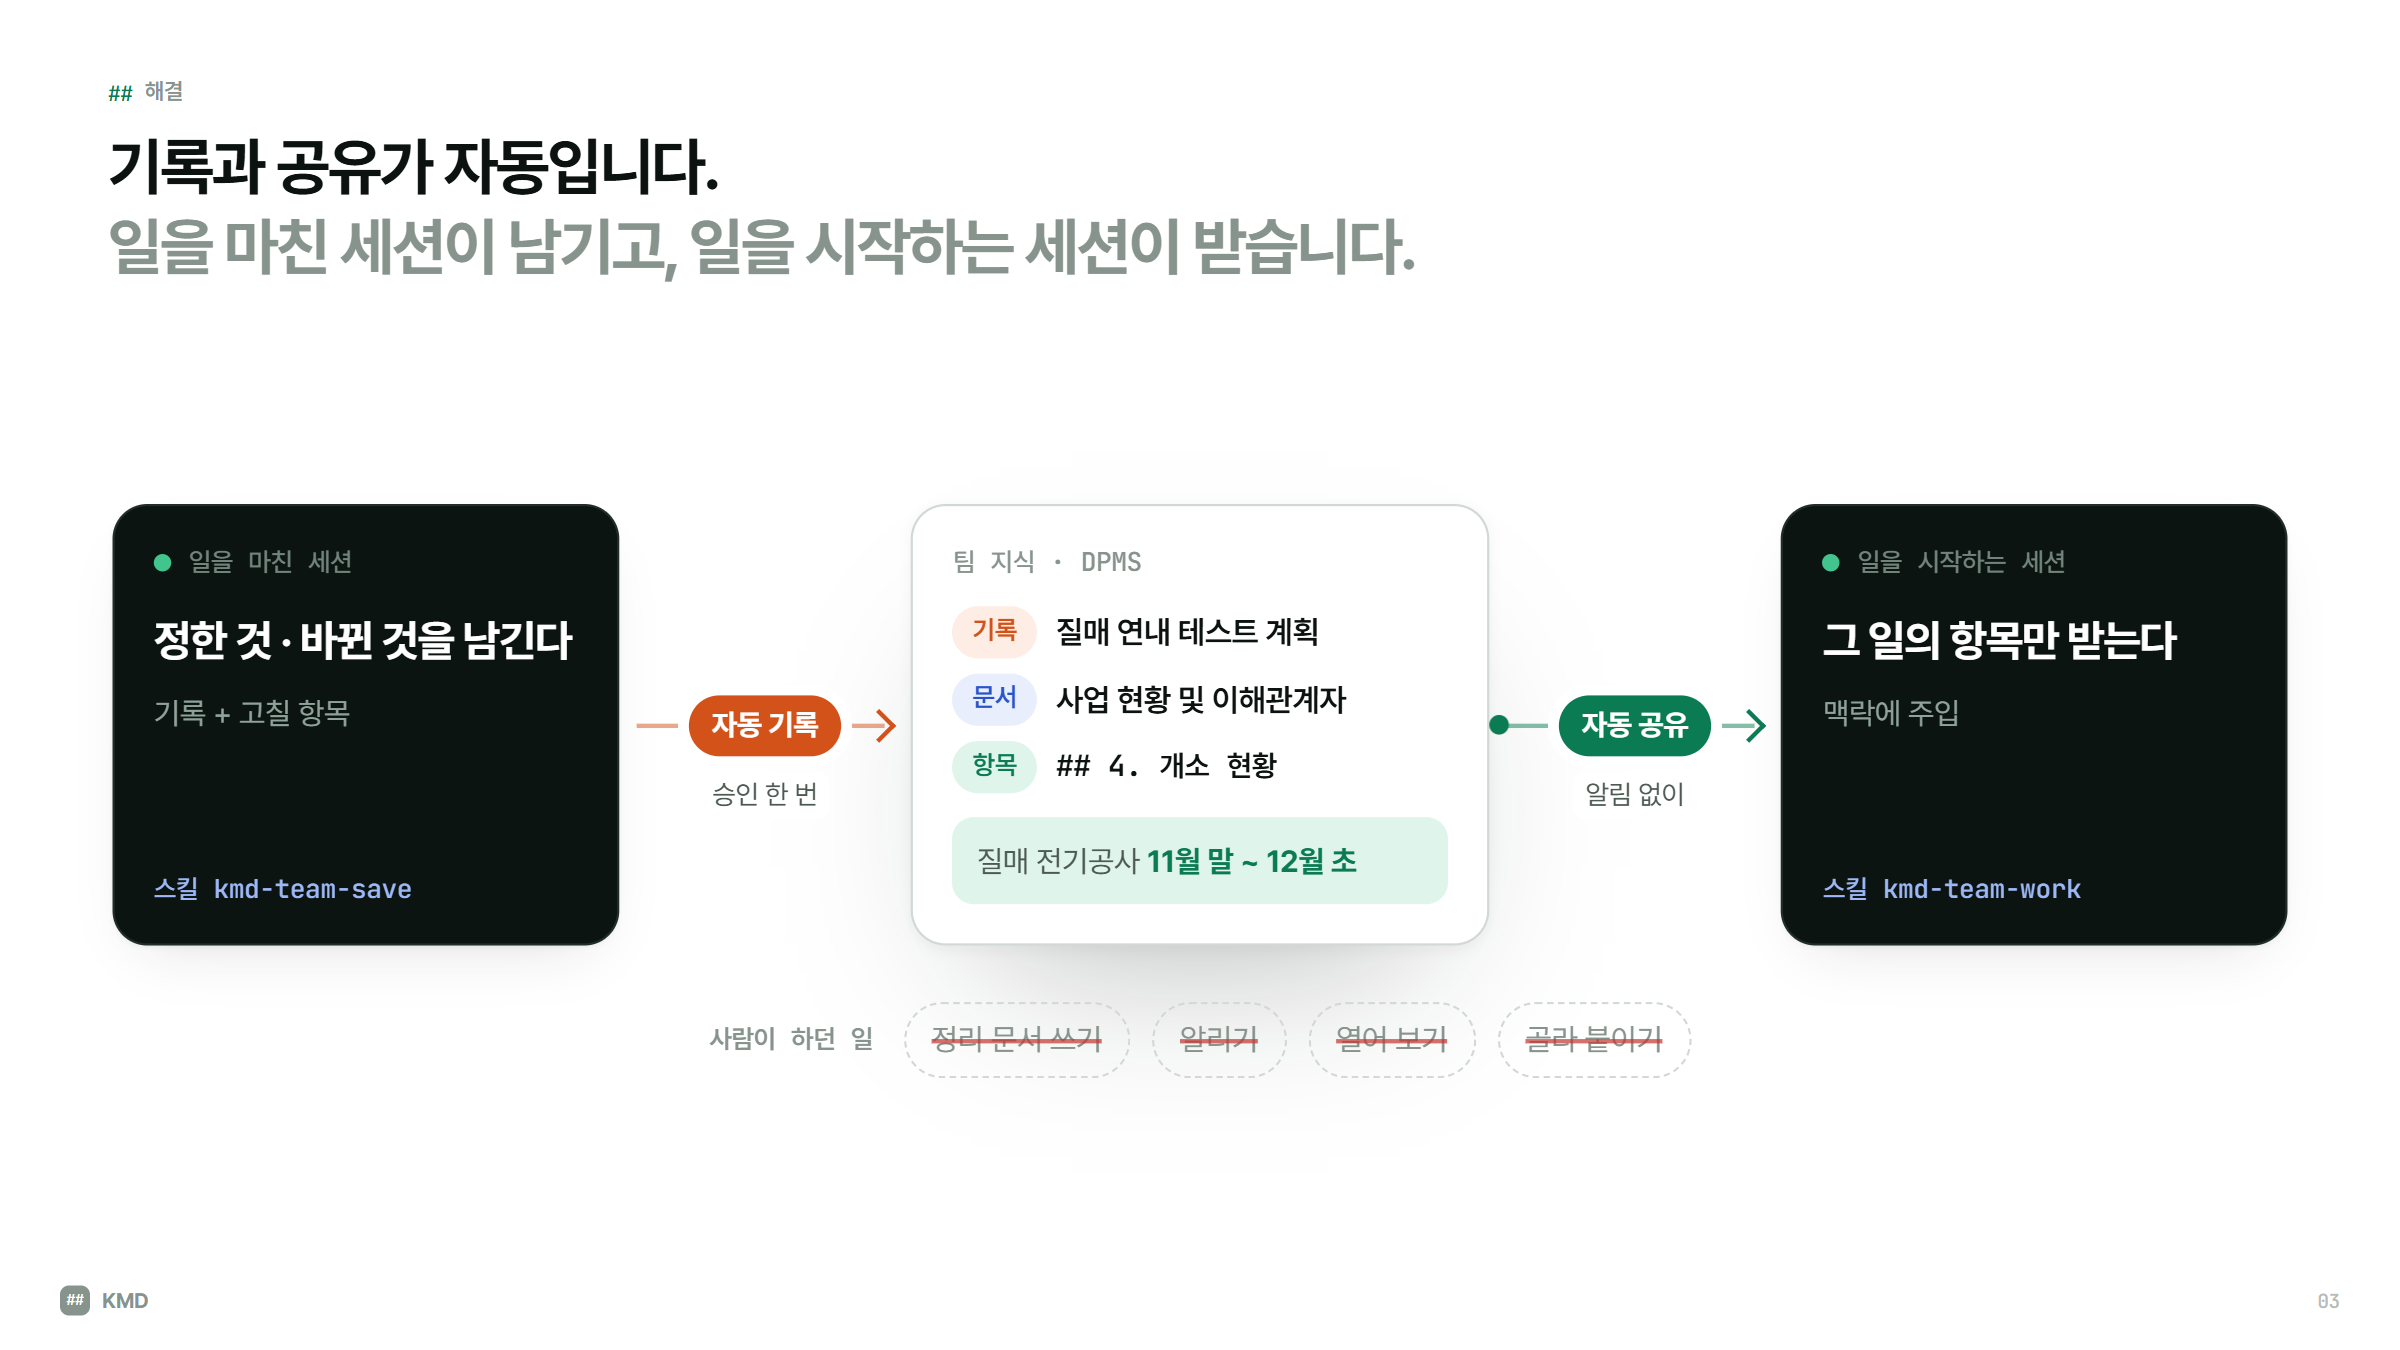 ## 해결
기록과 공유가 자동입니다.
일을 마친 세션이 남기고, 일을 시작하는 세션이 받습니다.
일을 마친 세션
정한 것 · 바뀐 것을 남긴다
기록 + 고칠 항목
스킬 kmd-team-save
자동 기록
승인 한 번
팀 지식 · DPMS
기록 질매 연내 테스트 계획
문서 사업 현황 및 이해관계자
항목 ## 4. 개소 현황
질매 전기공사 11월 말 ~ 12월 초
자동 공유
알림 없이
일을 시작하는 세션
그 일의 항목만 받는다
맥락에 주입
스킬 kmd-team-work
사람이 하던 일 정리 문서 쓰기 알리기 열어 보기 골라 붙이기
## KMD
03